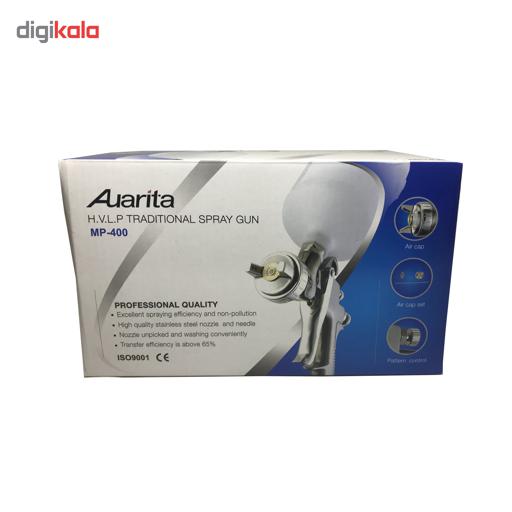 digikala
Auarita
H.V.L.P TRADITIONAL SPRAY GUN
MP-400
PROFESSIONAL QUALITY
• Excellent spraying efficiency and non-pollution
• High quality stainless steel nozzle and needle
• Nozzle unpicked and washing conveniently
• Transfer efficiency is above 65%
ISO9001 CE
Air cap
Air cap set
Pattern control